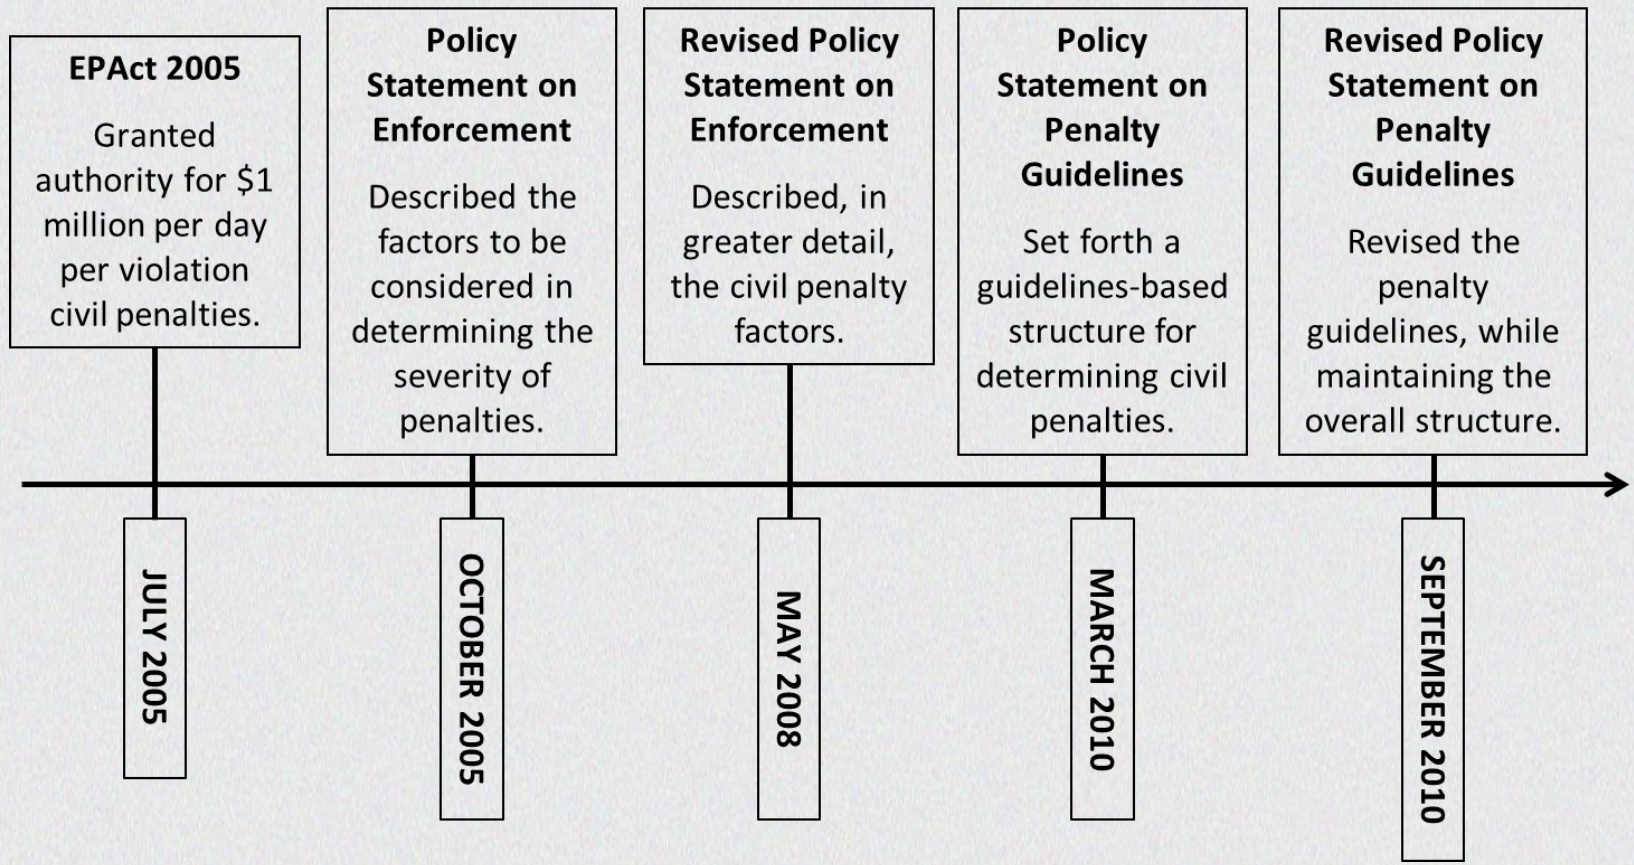 EPAct 2005
Granted
authority for $1
million per day
per violation
civil penalties.
Policy
Statement on
Enforcement
Described the
factors to be
considered in
determining the
severity of
penalties.
Revised Policy
Statement on
Enforcement
Described, in
greater detail,
the civil penalty
factors.
Policy
Statement on
Penalty
Guidelines
Set forth a
guidelines-based
structure for
determining civil
penalties.
Revised Policy
Statement on
Penalty
Guidelines
Revised the
penalty
guidelines, while
maintaining the
overall structure.
JULY 2005
OCTOBER 2005
MAY 2008
MARCH 2010
SEPTEMBER 2010